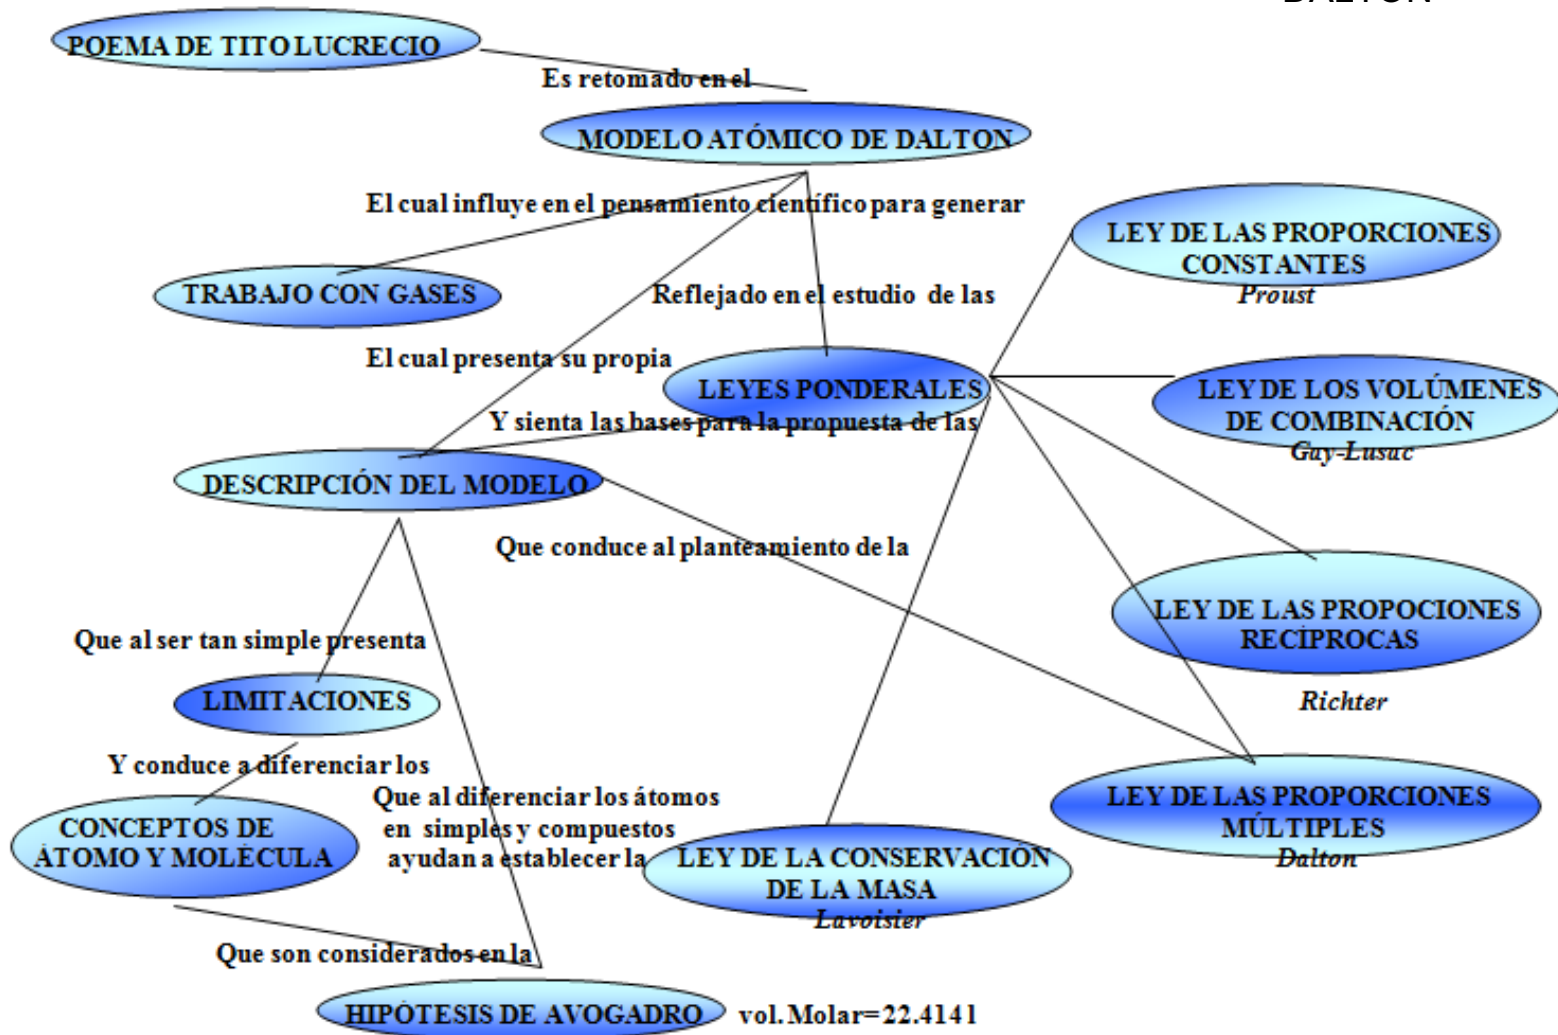 POEMA DE TITO LUCRECIO
Es retomado en el
MODELO ATÓMICO DE DALTON
El cual influye en el pensamiento científico para generar
LEY DE LAS PROPORCIONES
CONSTANTES
Proust
TRABAJO CON GASES
Reflejado en el estudio de las
El cual presenta su propia
LEYES PONDERALES
LEY DE LOS VOLÚMENES
DE COMBINACIÓN
Gay-Lusac
Y sienta las bases para la propuesta de las
DESCRIPCIÓN DEL MODELO
Que conduce al planteamiento de la
LEY DE LAS PROPOCIONES
RECÍPROCAS
Richter
Que al ser tan simple presenta
LIMITACIONES
Y conduce a diferenciar los
Que al diferenciar los átomos
en simples y compuestos
ayudan a establecer la
LEY DE LAS PROPORCIONES
MÚLTIPLES
Dalton
CONCEPTOS DE
ÁTOMO Y MOLÉCULA
LEY DE LA CONSERVACIÓN
DE LA MASA
Lavoisier
Que son considerados en la
HIPÓTESIS DE AVOGADRO
vol. Molar=22.414 l